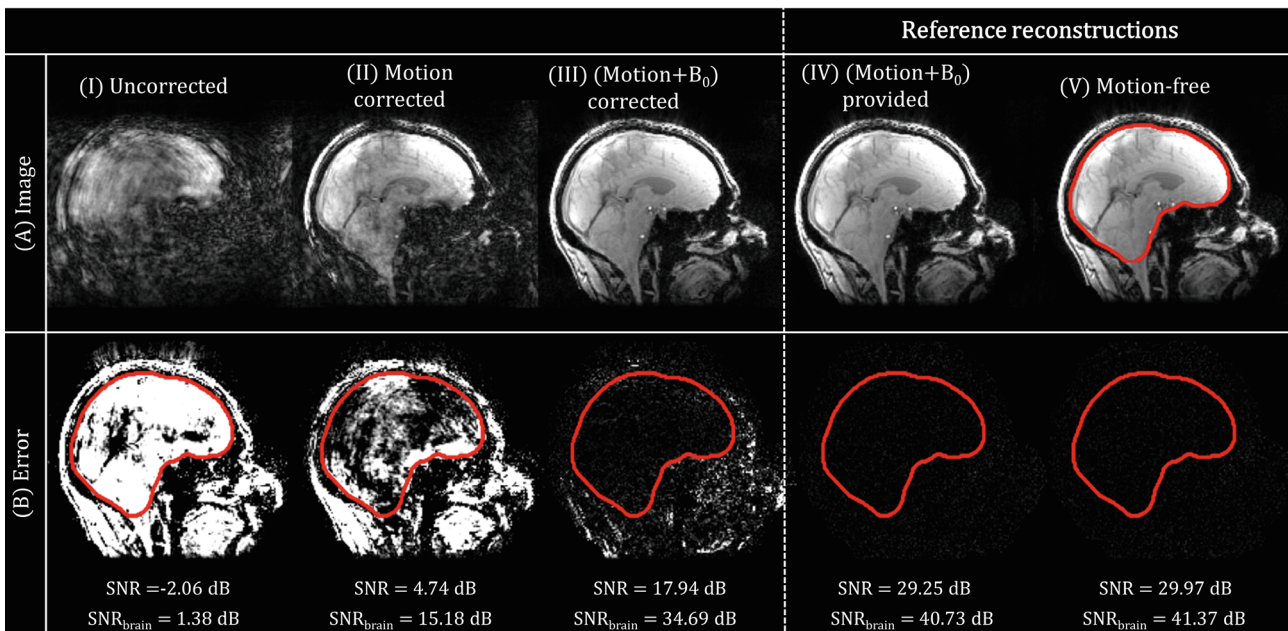 Reference reconstructions
(I) Uncorrected
(II) Motion
corrected
(III) (Motion+B₀)
corrected
(IV) (Motion+B₀)
provided
(V) Motion-free
(A) Image
(B) Error
SNR =-2.06 dB
SNR = 4.74 dB
SNR = 17.94 dB
SNR = 29.25 dB
SNR = 29.97 dB
SNRbrain = 1.38 dB
SNRbrain = 15.18 dB
SNRbrain = 34.69 dB
SNRbrain = 40.73 dB
SNRbrain = 41.37 dB